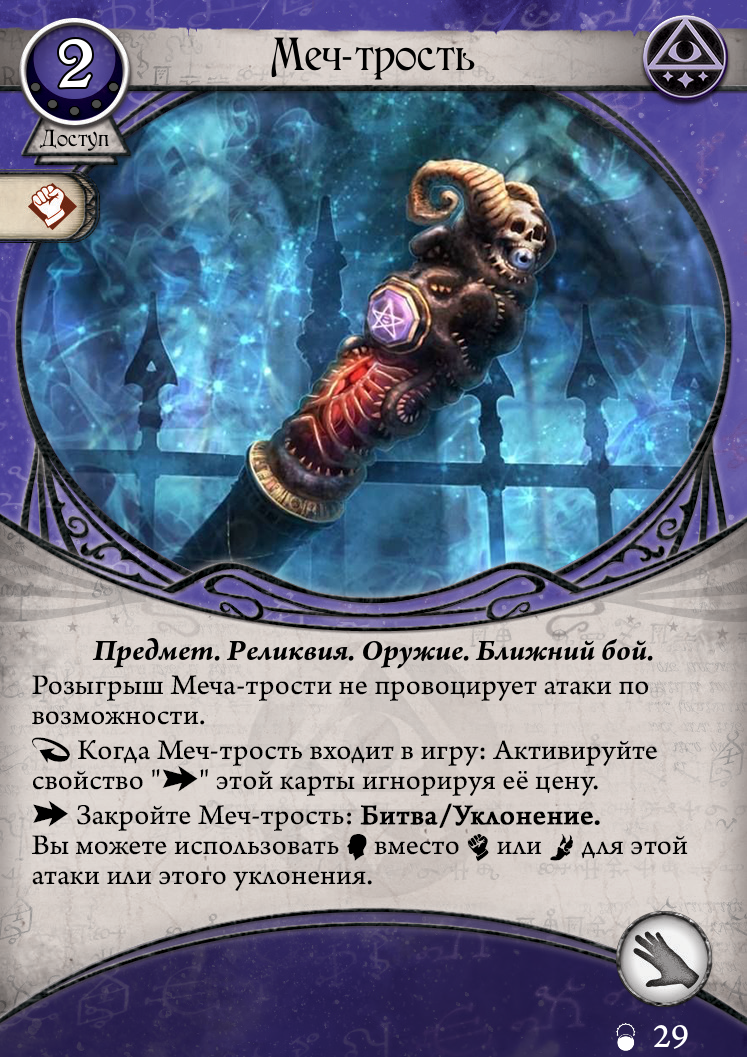 Меч-трость
2
Доступ
Предмет. Реликвия. Оружие. Ближний бой.
Розыгрыш Меча-трости не провоцирует атаки по
возможности.
Когда Меч-трость входит в игру: Активируйте
свойство "" этой карты игнорируя её цену.
Закройте Меч-трость: Битва/Уклонение.
Вы можете использовать вместо или для этой
атаки или этого уклонения.
29